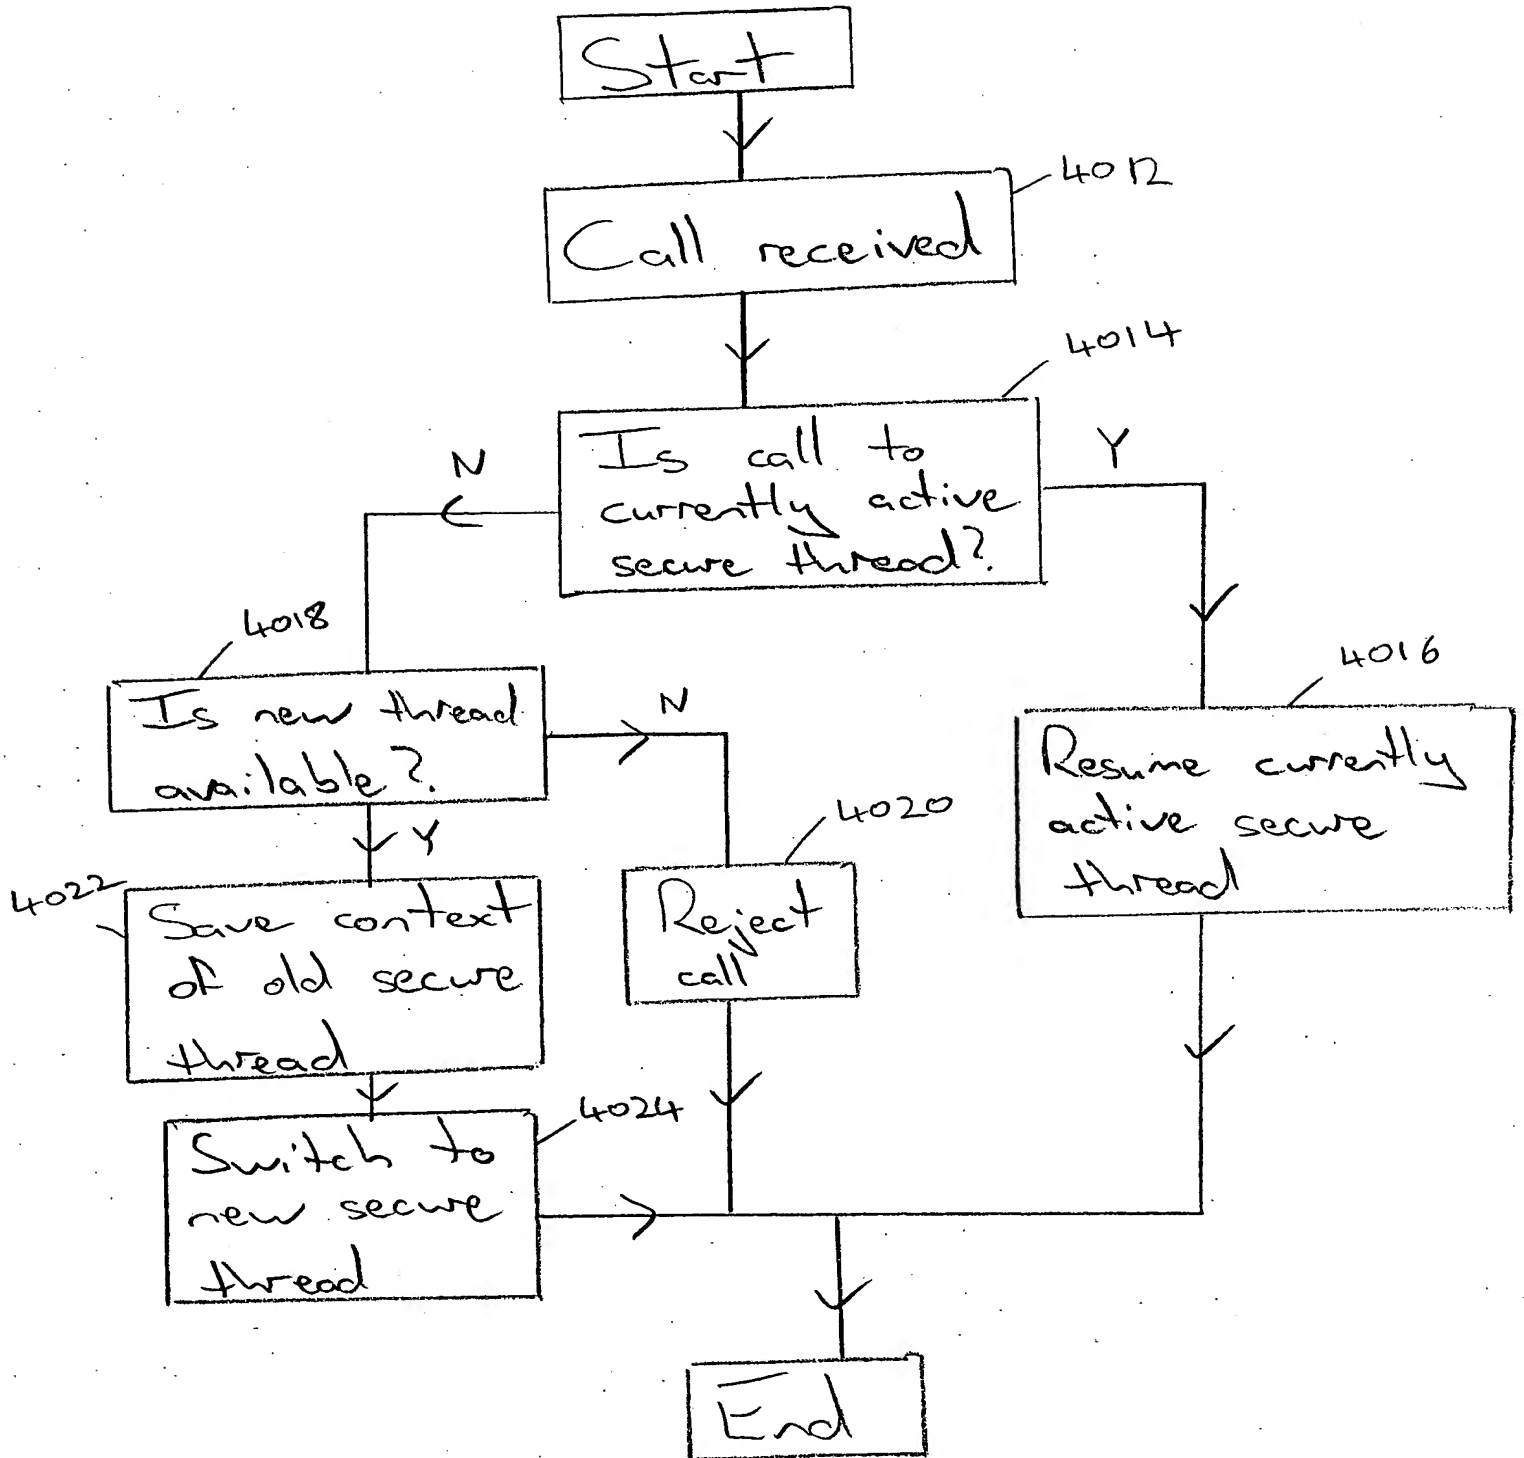 Start
4012
Call received
4014
Is call to
currently active
secure thread?
N
Y
4018
Is new thread
available?
N
Y
4016
Resume currently
active secure
thread
4020
Reject
call
4022
Save context
of old secure
thread
4024
Switch to
new secure
thread
End